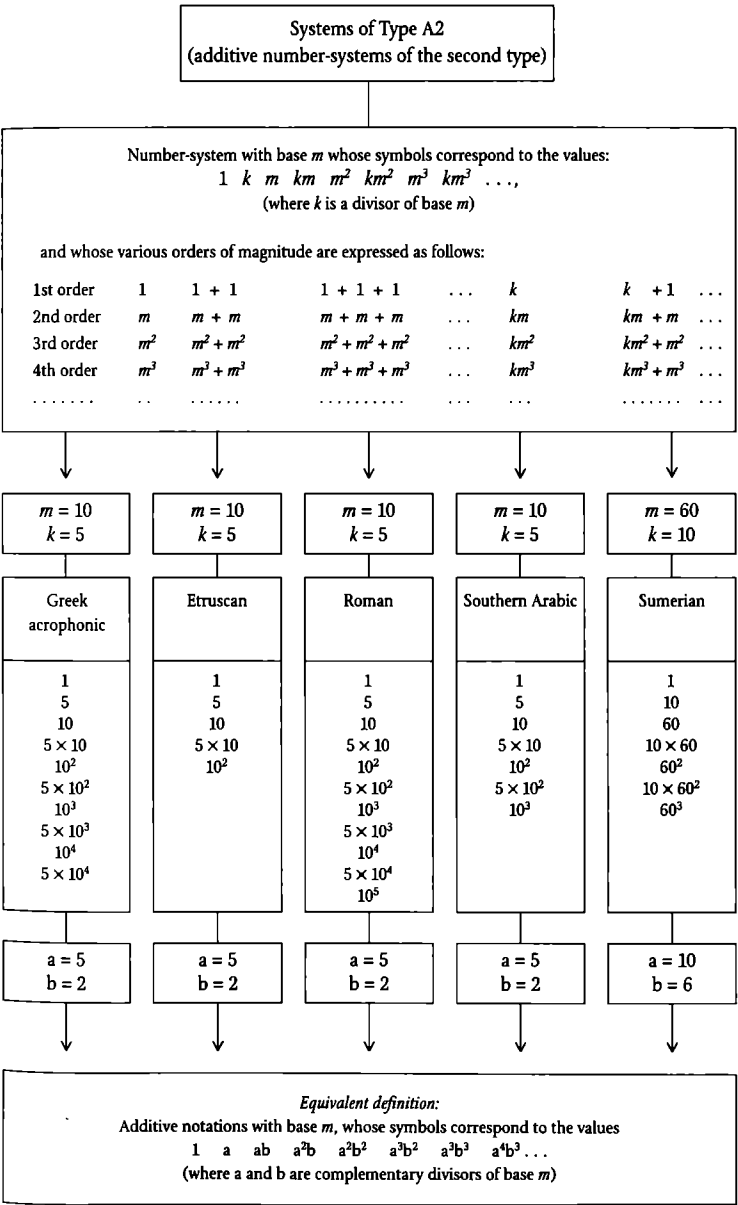 Systems of Type A2
(additive number-systems of the second type)
Number-system with base m whose symbols correspond to the values:
1 k m km m² km² m³ km³ . . . ,
(where k is a divisor of base m)
and whose various orders of magnitude are expressed as follows:
1st order 1 1 + 1 1 + 1 + 1 . . . k k + 1 . . .
2nd order m m + m m + m + m . . . km km + m . . .
3rd order m² m² + m² m² + m² + m² . . . km² km² + m² . . .
4th order m³ m³ + m³ m³ + m³ + m³ . . . km³ km³ + m³ . . .
. . . . . . . . . . . . . . . . . . . . . . . . . . . . . . . . . . . . . . . . . .
m = 10
k = 5
Greek
acrophonic
1
5
10
5 × 10
10²
5 × 10²
10³
5 × 10³
10⁴
5 × 10⁴
a = 5
b = 2
m = 10
k = 5
Etruscan
1
5
10
5 × 10
10²
a = 5
b = 2
m = 10
k = 5
Roman
1
5
10
5 × 10
10²
5 × 10²
10³
5 × 10³
10⁴
5 × 10⁴
10⁵
a = 5
b = 2
m = 10
k = 5
Southern Arabic
1
5
10
5 × 10
10²
5 × 10²
10³
a = 5
b = 2
m = 60
k = 10
Sumerian
1
10
60
10 × 60
60²
10 × 60²
60³
a = 10
b = 6
Equivalent definition:
Additive notations with base m, whose symbols correspond to the values
1 a ab a²b a²b² a³b² a³b³ a⁴b³ . . .
(where a and b are complementary divisors of base m)